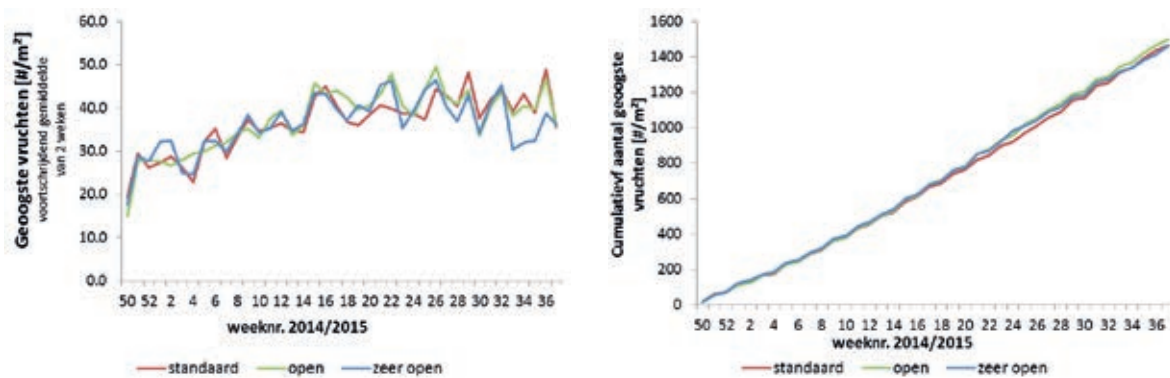 Geoogste vruchten [#/m²]
voortschrijdend gemiddelde
van 2 weken
60.0
50.0
40.0
30.0
20.0
10.0
0.0
50 52 2 4 6 8 10 12 14 16 18 20 22 24 26 28 30 32 34 36
weeknr. 2014/2015
standaard open zeer open
Cumulatievf aantal geoogste
vruchten [#/m²]
1600
1400
1200
1000
800
600
400
200
0
50 52 2 4 6 8 10 12 14 16 18 20 22 24 26 28 30 32 34 36
weeknr. 2014/2015
standaard open zeer open